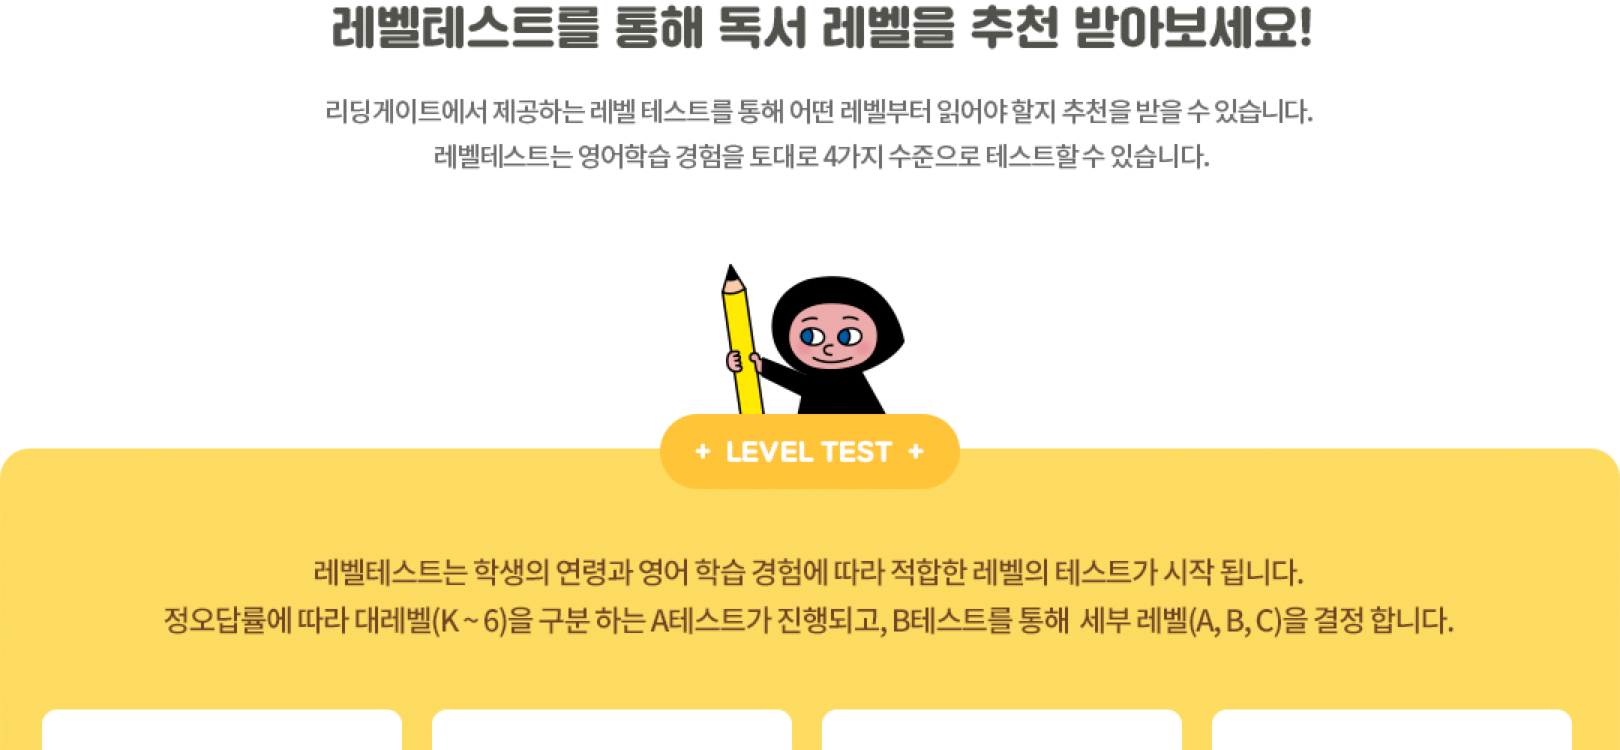 레벨테스트를 통해 독서 레벨을 추천 받아보세요!
리딩게이트에서 제공하는 레벨 테스트를 통해 어떤 레벨부터 읽어야 할지 추천을 받을 수 있습니다.
레벨테스트는 영어학습 경험을 토대로 4가지 수준으로 테스트할 수 있습니다.
+ LEVEL TEST +
레벨테스트는 학생의 연령과 영어 학습 경험에 따라 적합한 레벨의 테스트가 시작 됩니다.
정오답률에 따라 대레벨(K ~ 6)을 구분 하는 A테스트가 진행되고, B테스트를 통해 세부 레벨(A, B, C)을 결정 합니다.